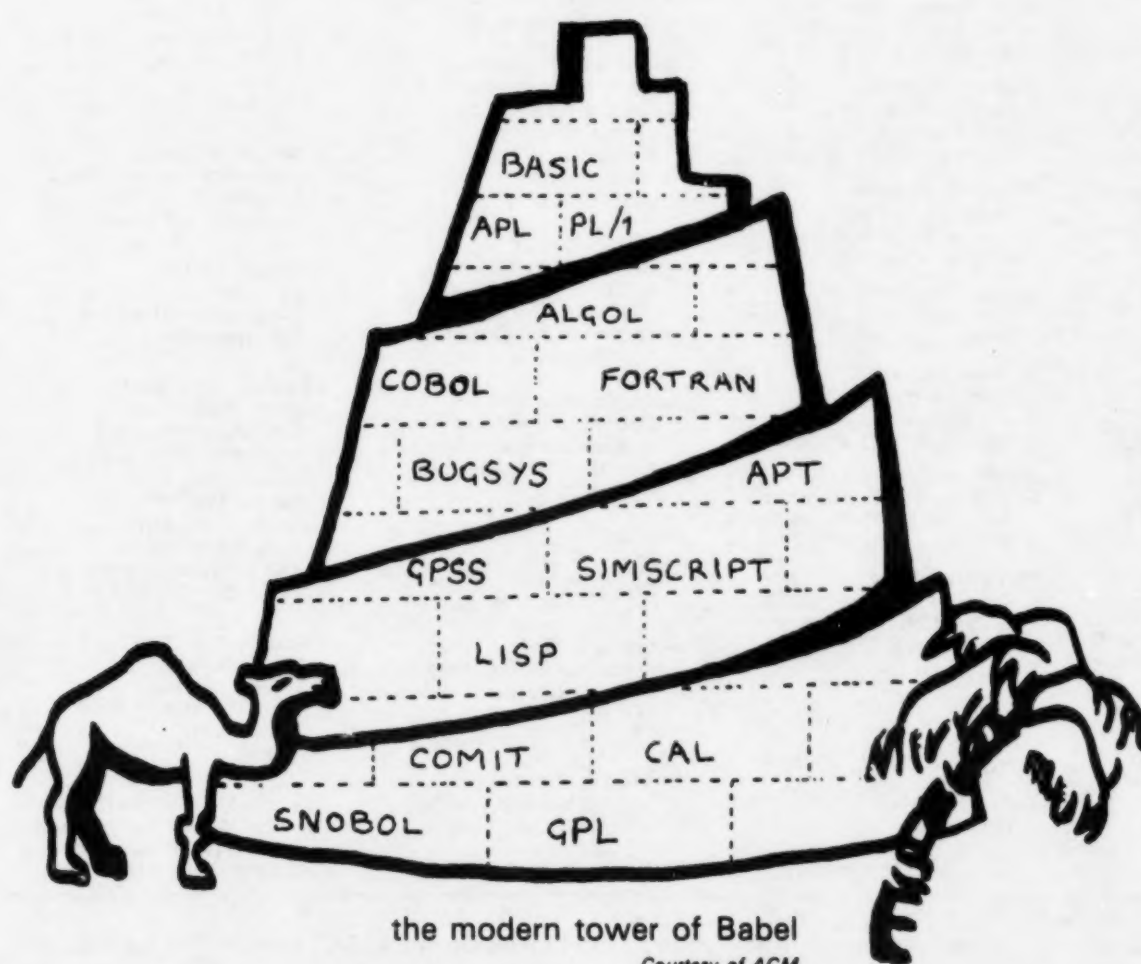 BASIC
APL PL/1
ALGOL
COBOL FORTRAN
BUGSYS APT
GPSS SIMSCRIPT
LISP
COMIT CAL
SNOBOL GPL
the modern tower of Babel
Courtesy of ACM